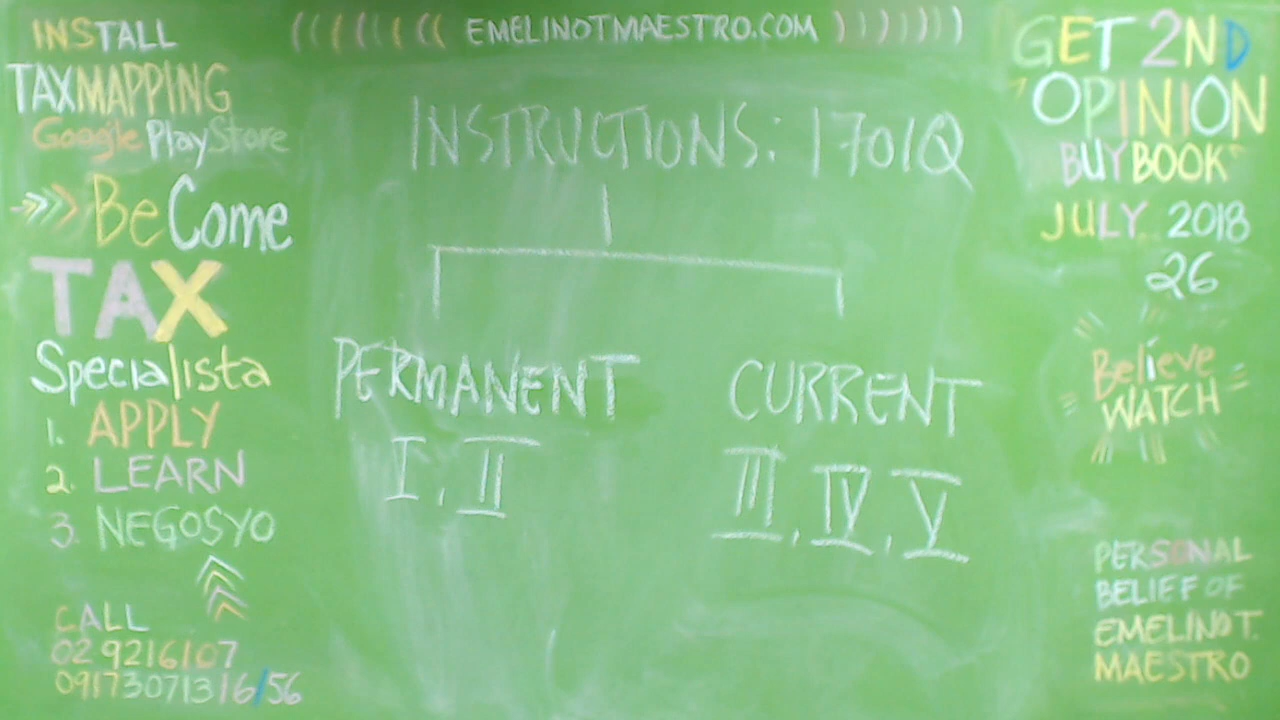 INSTALL
TAXMAPPING
Google PlayStore
>>> BeCome
TAX
Specialista
1. APPLY
2. LEARN
3. NEGOSYO
CALL
02 9216107
09173071316/56
((((((( EMELINOTMAESTRO.COM )))))))
INSTRUCTIONS: 1701Q
PERMANENT
I, II
CURRENT
III, IV, V
GET 2ND
"OPINION
BUYBOOK"
JULY 2018
26
Believe
WATCH
PERSONAL
BELIEF OF
EMELINO T.
MAESTRO